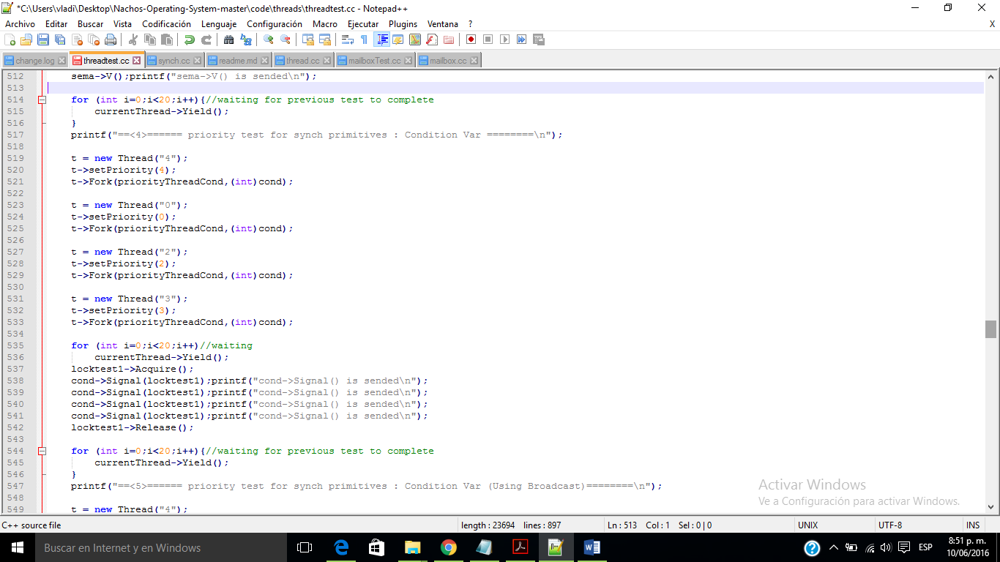 *C:\Users\vladi\Desktop\Nachos-Operating-System-master\code\threads\threadtest.cc - Notepad++
Archivo Editar Buscar Vista Codificación Lenguaje Configuración Macro Ejecutar Plugins Ventana ? X
change.log threadtest.cc synch.cc readme.md thread.cc mailboxTest.cc mailbox.cc
512 sema->V();printf("sema->V() is sended\n");
513
514 for (int i=0;i<20;i++){//waiting for previous test to complete
515 currentThread->Yield();
516 }
517 printf("==<4>====== priority test for synch primitives : Condition Var ========\n");
518
519 t = new Thread("4");
520 t->setPriority(4);
521 t->Fork(priorityThreadCond,(int)cond);
522
523 t = new Thread("0");
524 t->setPriority(0);
525 t->Fork(priorityThreadCond,(int)cond);
526
527 t = new Thread("2");
528 t->setPriority(2);
529 t->Fork(priorityThreadCond,(int)cond);
530
531 t = new Thread("3");
532 t->setPriority(3);
533 t->Fork(priorityThreadCond,(int)cond);
534
535 for (int i=0;i<20;i++)//waiting
536 currentThread->Yield();
537 locktest1->Acquire();
538 cond->Signal(locktest1);printf("cond->Signal() is sended\n");
539 cond->Signal(locktest1);printf("cond->Signal() is sended\n");
540 cond->Signal(locktest1);printf("cond->Signal() is sended\n");
541 cond->Signal(locktest1);printf("cond->Signal() is sended\n");
542 locktest1->Release();
543
544 for (int i=0;i<20;i++){//waiting for previous test to complete
545 currentThread->Yield();
546 }
547 printf("==<5>====== priority test for synch primitives : Condition Var (Using Broadcast)========\n");
548
549 t = new Thread("4");
Activar Windows
Ve a Configuración para activar Windows.
C++ source file length : 23694 lines : 897 Ln : 513 Col : 1 Sel : 0 | 0 UNIX UTF-8 INS
Buscar en Internet y en Windows
ESP
8:51 p. m.
10/06/2016